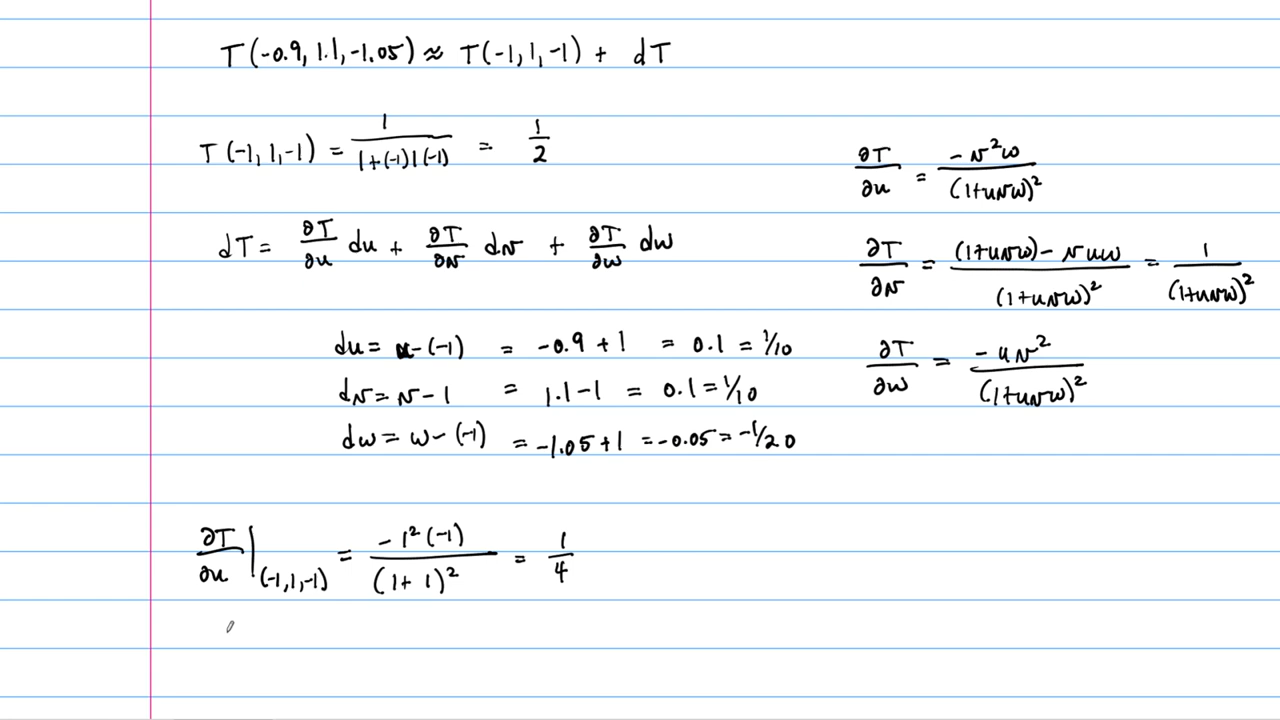 T(-0.9, 1.1, -1.05) ≈ T(-1, 1, -1) + dT
T(-1, 1, -1) = 1/(1+(-1)1(-1)) = 1/2
dT = ∂T/∂u du + ∂T/∂v dv + ∂T/∂w dw
du = u-(-1) = -0.9 + 1 = 0.1 = 1/10
dv = v - 1 = 1.1 - 1 = 0.1 = 1/10
dw = w - (-1) = -1.05 + 1 = -0.05 = -1/20
∂T/∂u |(-1, 1, -1) = -1²(-1)/(1+1)² = 1/4
∂T/∂u = -v²w/(1+uvw)²
∂T/∂v = ((1+uvw) - vuw)/(1+uvw)² = 1/(1+uvw)²
∂T/∂w = -uv²/(1+uvw)²